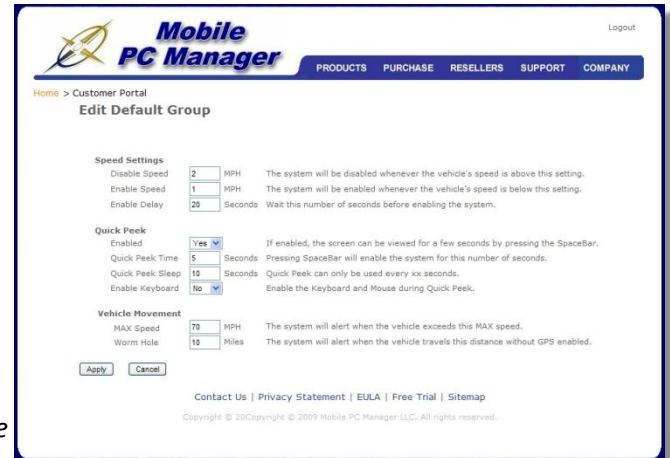 Mobile
PC Manager
Logout
PRODUCTS PURCHASE RESELLERS SUPPORT COMPANY
Home > Customer Portal
Edit Default Group
Speed Settings
Disable Speed 2 MPH The system will be disabled whenever the vehicle's speed is above this setting.
Enable Speed 1 MPH The system will be enabled whenever the vehicle's speed is below this setting.
Enable Delay 20 Seconds Wait this number of seconds before enabling the system.
Quick Peek
Enabled Yes If enabled, the screen can be viewed for a few seconds by pressing the SpaceBar.
Quick Peek Time 5 Seconds Pressing SpaceBar will enable the system for this number of seconds.
Quick Peek Sleep 10 Seconds Quick Peek can only be used every xx seconds.
Enable Keyboard No Enable the Keyboard and Mouse during Quick Peek.
Vehicle Movement
MAX Speed 70 MPH The system will alert when the vehicle exceeds this MAX speed.
Worm Hole 10 Miles The system will alert when the vehicle travels this distance without GPS enabled.
Apply Cancel
Contact Us | Privacy Statement | EULA | Free Trial | Sitemap
Copyright © 20Copyright © 2009 Mobile PC Manager LLC. All rights reserved.
e